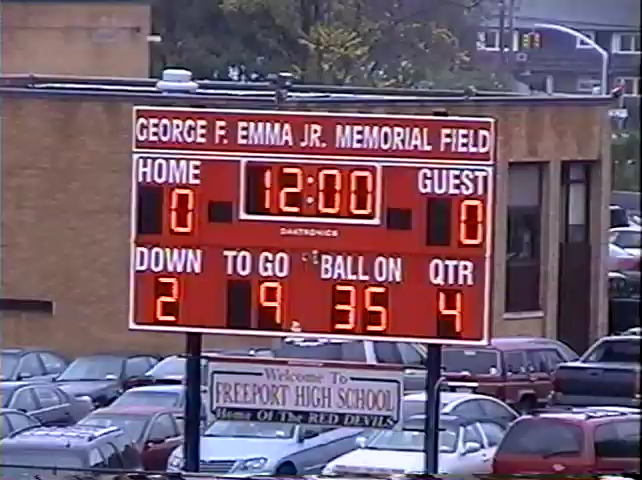 GEORGE F. EMMA JR. MEMORIAL FIELD
HOME 12:00 GUEST
0 0
DAKTRONICS
DOWN TO GO BALL ON QTR
2 9 35 4
Welcome To
FREEPORT HIGH SCHOOL
Home Of The RED DEVILS